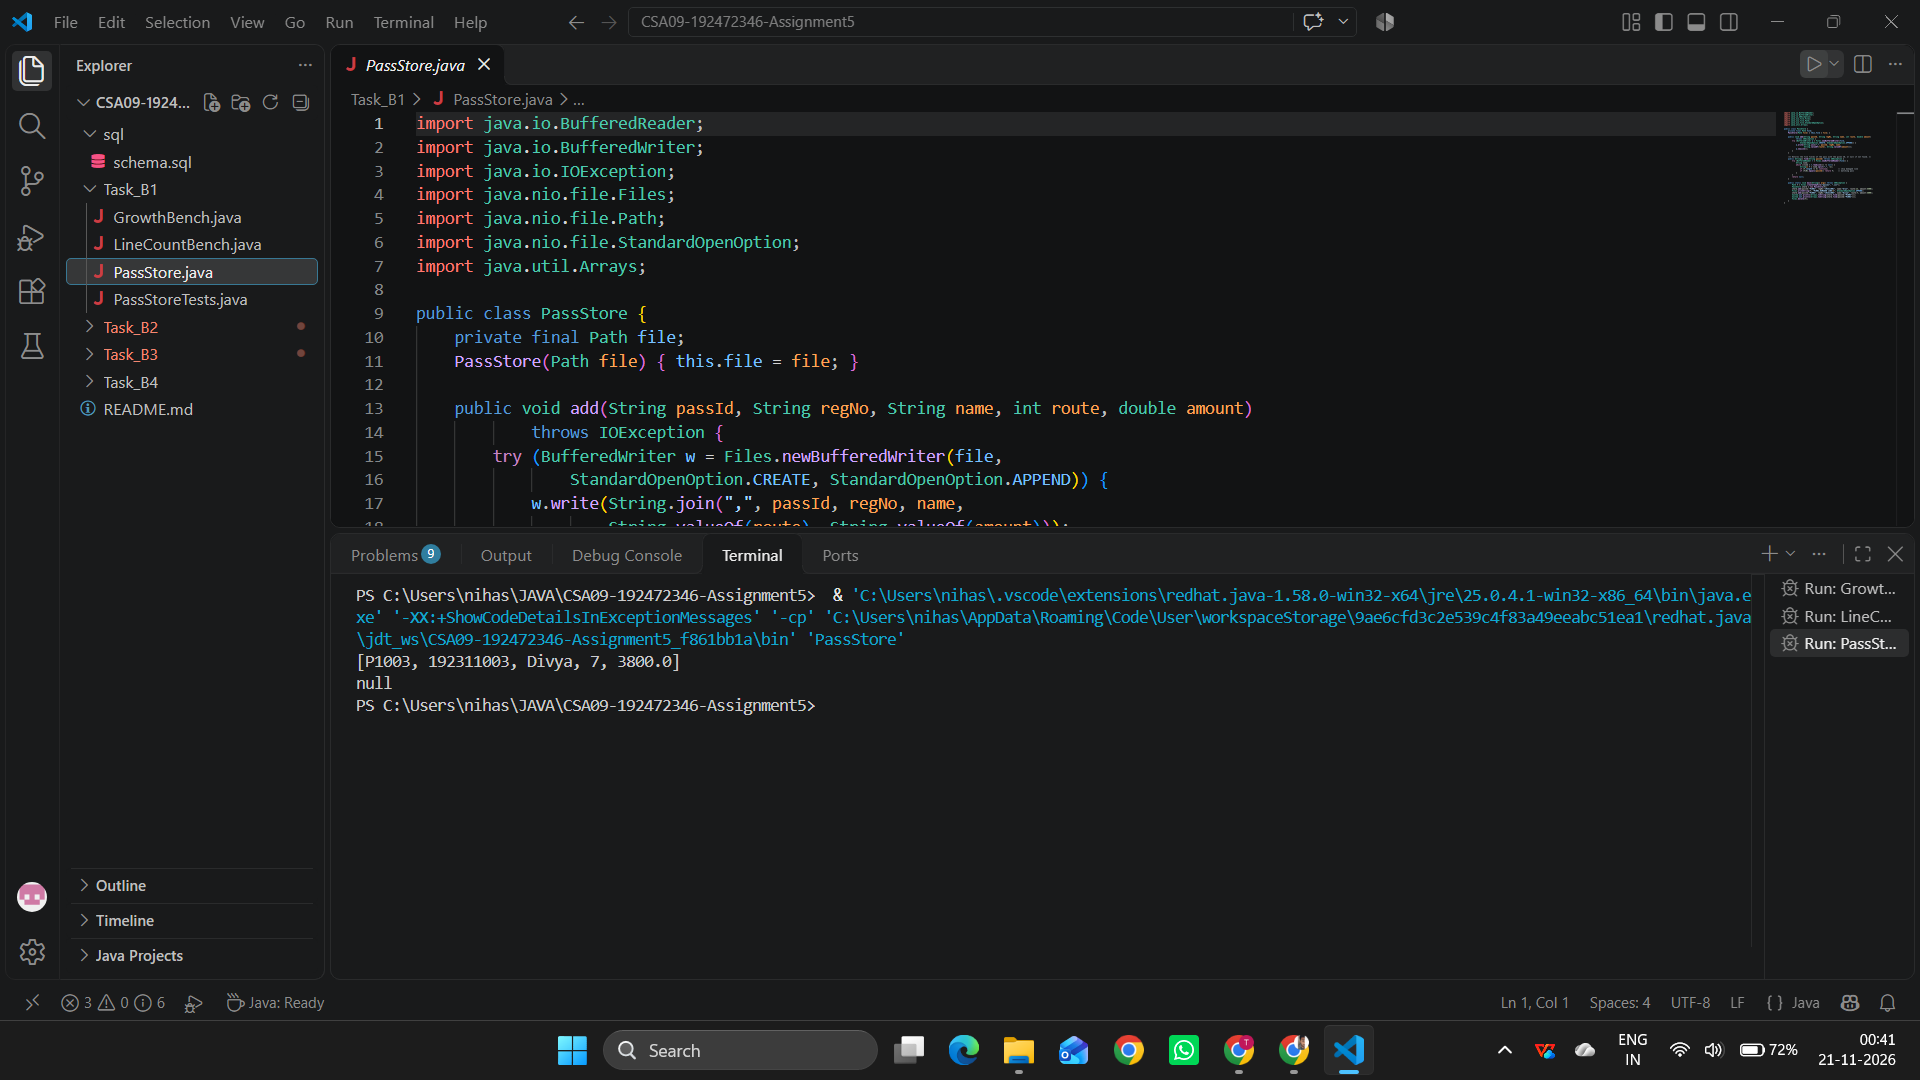 File Edit Selection View Go Run Terminal Help
CSA09-192472346-Assignment5
Explorer
CSA09-1924...
sql
schema.sql
Task_B1
GrowthBench.java
LineCountBench.java
PassStore.java
PassStoreTests.java
Task_B2
Task_B3
Task_B4
README.md
Outline
Timeline
Java Projects
PassStore.java
Task_B1 > PassStore.java > ...
1 import java.io.BufferedReader;
2 import java.io.BufferedWriter;
3 import java.io.IOException;
4 import java.nio.file.Files;
5 import java.nio.file.Path;
6 import java.nio.file.StandardOpenOption;
7 import java.util.Arrays;
8
9 public class PassStore {
10 private final Path file;
11 PassStore(Path file) { this.file = file; }
12
13 public void add(String passId, String regNo, String name, int route, double amount)
14 throws IOException {
15 try (BufferedWriter w = Files.newBufferedWriter(file,
16 StandardOpenOption.CREATE, StandardOpenOption.APPEND)) {
17 w.write(String.join(",", passId, regNo, name,
18 String.valueOf(route), String.valueOf(amount)));
Problems 9 Output Debug Console Terminal Ports
PS C:\Users\nihas\JAVA\CSA09-192472346-Assignment5> & 'C:\Users\nihas\.vscode\extensions\redhat.java-1.58.0-win32-x64\jre\25.0.4.1-win32-x86_64\bin\java.e
xe' '-XX:+ShowCodeDetailsInExceptionMessages' '-cp' 'C:\Users\nihas\AppData\Roaming\Code\User\workspaceStorage\9ae6cfd3c2e539c4f83a49eeabc51ea1\redhat.java
\jdt_ws\CSA09-192472346-Assignment5_f861bb1a\bin' 'PassStore'
[P1003, 192311003, Divya, 7, 3800.0]
null
PS C:\Users\nihas\JAVA\CSA09-192472346-Assignment5>
Run: Growt...
Run: LineC...
Run: PassSt...
3 0 6 Java: Ready
Ln 1, Col 1 Spaces: 4 UTF-8 LF {} Java
Search
ENG
IN
72%
00:41
21-11-2026